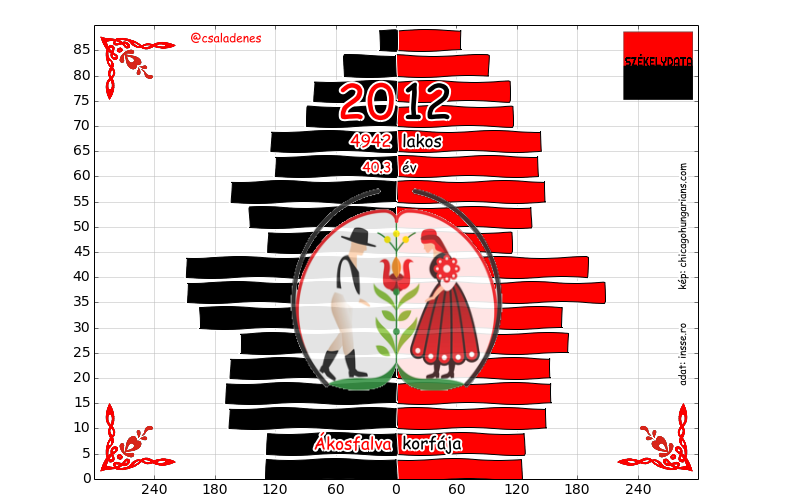 @csaladenes
SZÉKELYDATA
2012
4942 lakos
40.3 év
kép: chicagohungarians.com
adat: insse.ro
Ákosfalva korfája
85
80
75
70
65
60
55
50
45
40
35
30
25
20
15
10
5
0
240 180 120 60 0 60 120 180 240